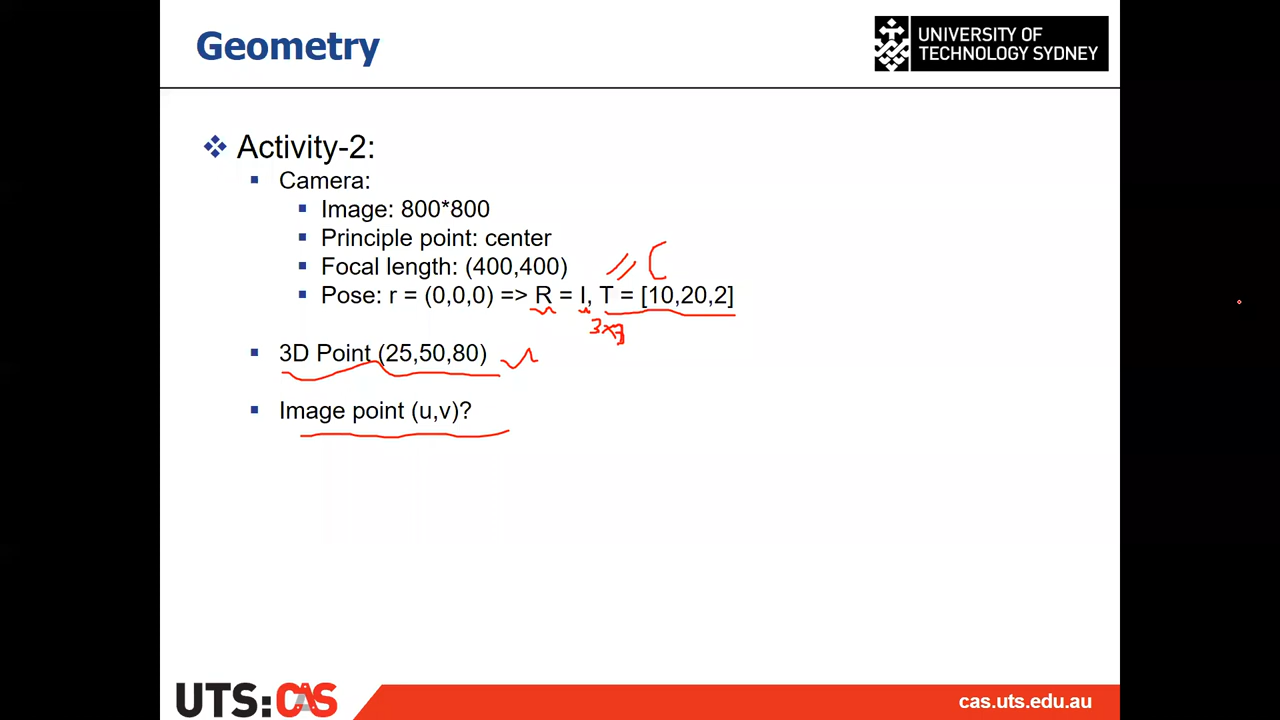 Geometry
UNIVERSITY OF
TECHNOLOGY SYDNEY
Activity-2:
Camera:
Image: 800*800
Principle point: center
Focal length: (400,400)
Pose: r = (0,0,0) => R = I, T = [10,20,2]
3D Point (25,50,80)
Image point (u,v)?
UTS:CAS
cas.uts.edu.au